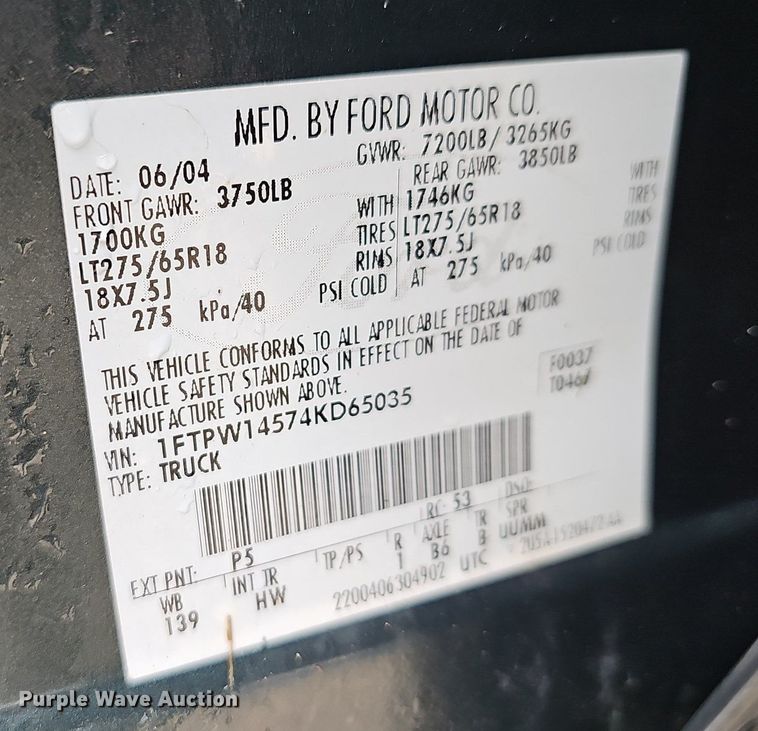 MFD. BY FORD MOTOR CO.
DATE: 06/04 GVWR: 7200LB/ 3265KG
FRONT GAWR: 3750LB REAR GAWR: 3850LB
1700KG WITH 1746KG WITH
LT275/65R18 TIRES LT275/65R18 TIRES
18X7.5J RIMS 18X7.5J RIMS
AT 275 kPa/40 PSI COLD AT 275 kPa/40 PSI COLD
THIS VEHICLE CONFORMS TO ALL APPLICABLE FEDERAL MOTOR
VEHICLE SAFETY STANDARDS IN EFFECT ON THE DATE OF
MANUFACTURE SHOWN ABOVE.
F0037
VIN: 1FTPW14574KD65035
TYPE: TRUCK
EXT PNT: P5 RC: 53 DSO:
WB INT TR TP/PS R AXLE TR SPR
139 HW 1 B6 B UUMM
2200406304902 UTC
Purple Wave Auction